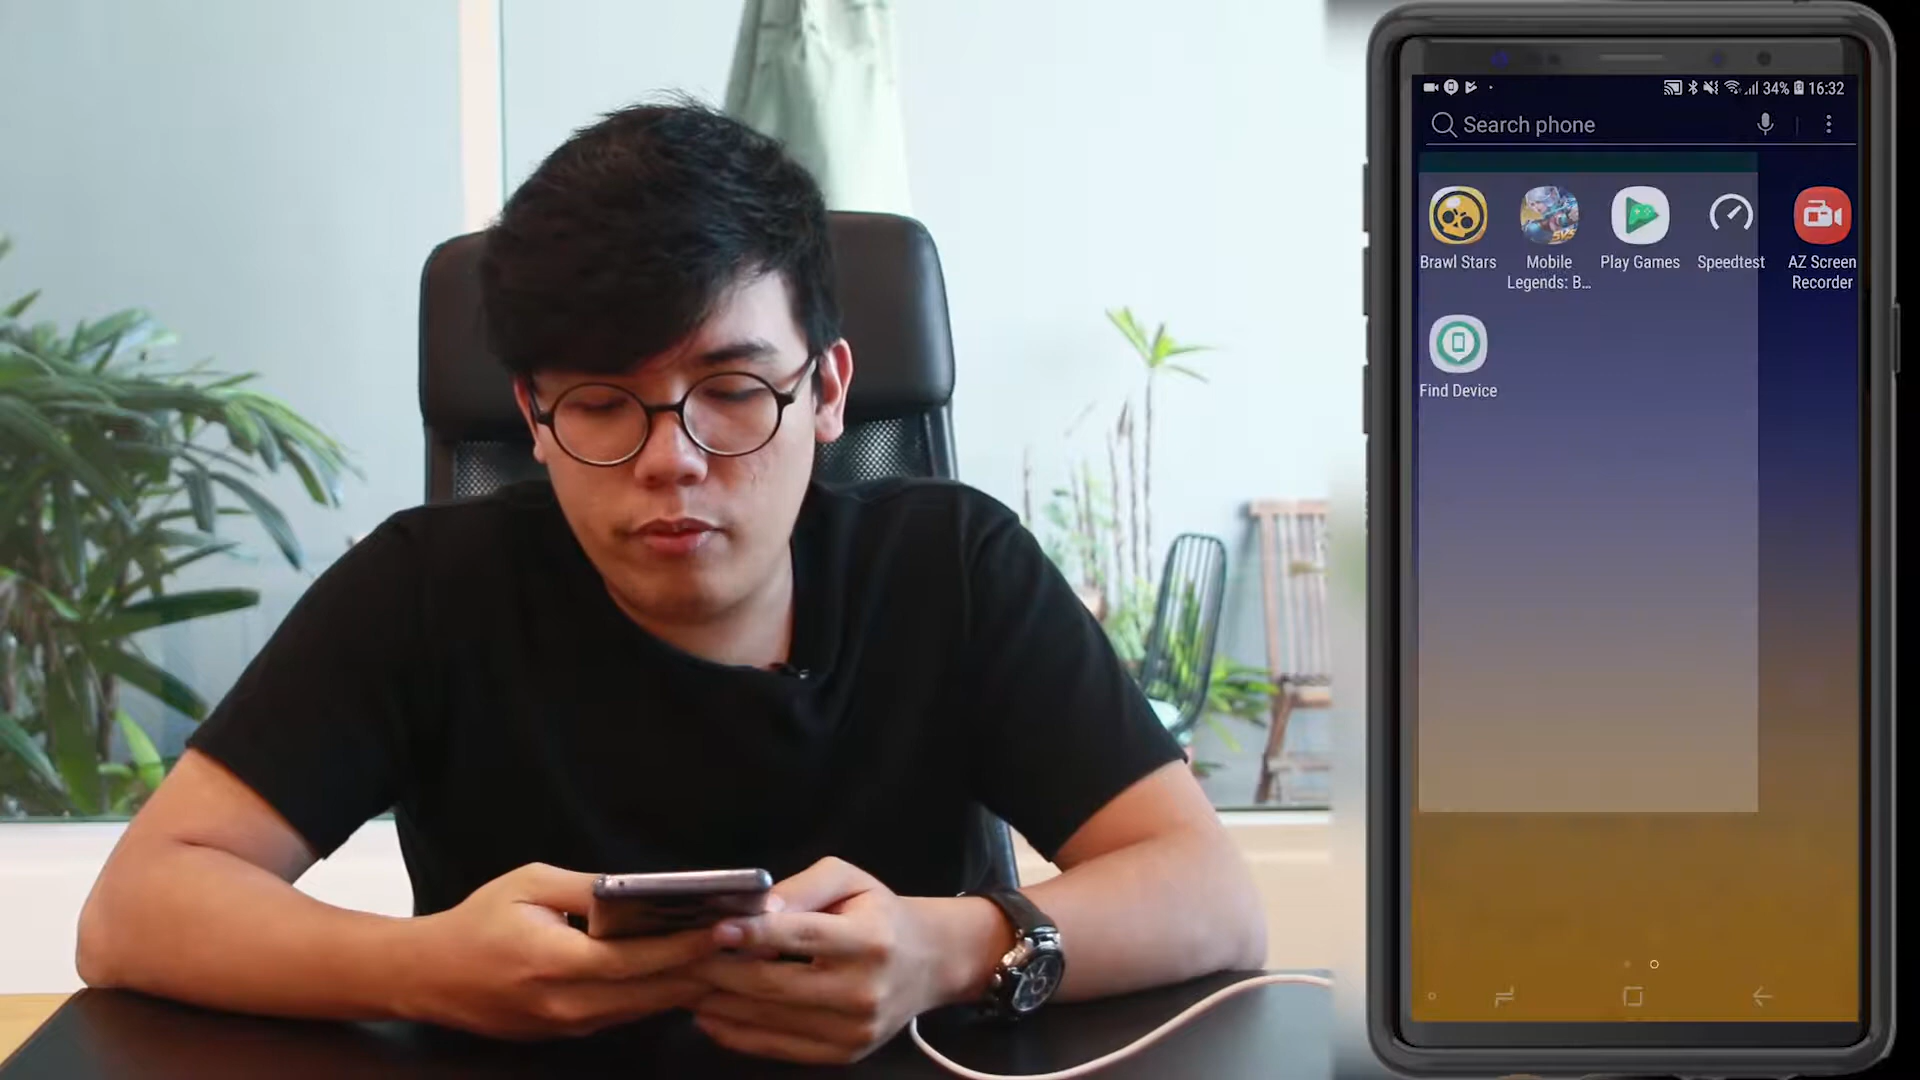 34% 16:32
Search phone
Brawl Stars
Mobile
Legends: B...
Play Games
Speedtest
AZ Screen
Recorder
Find Device